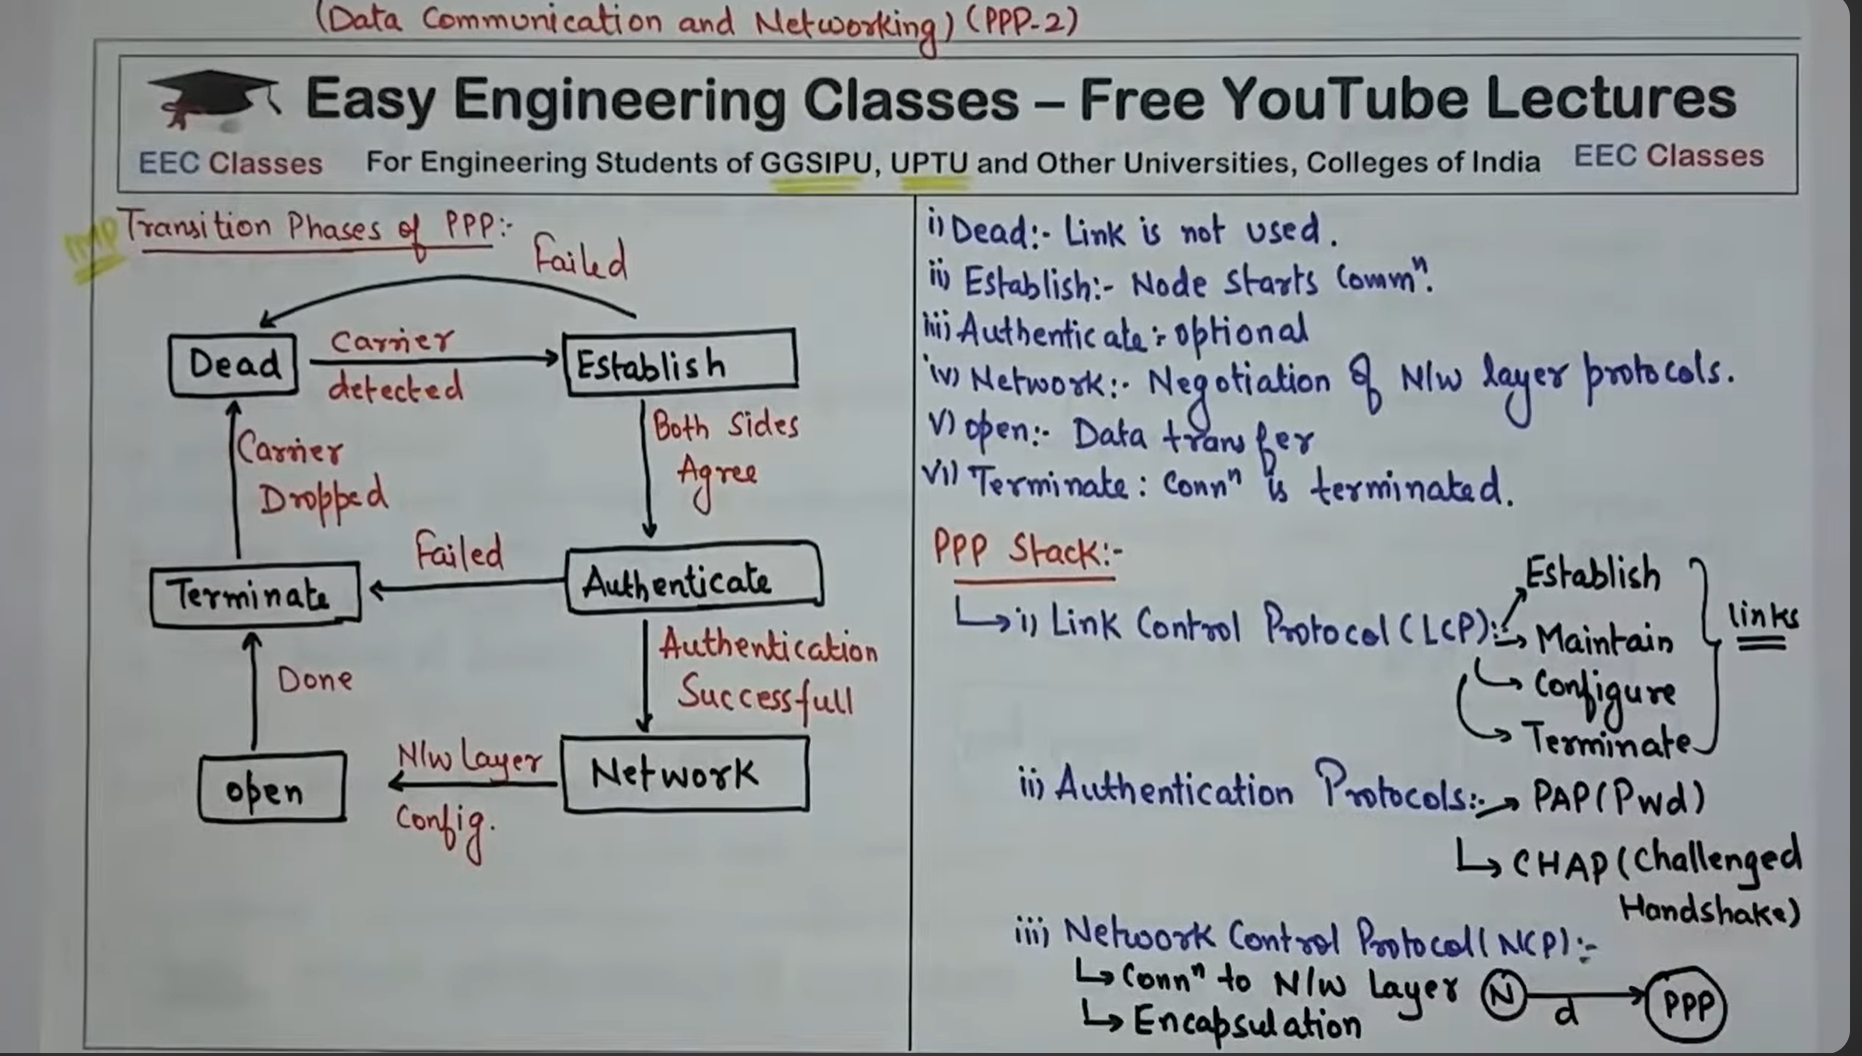 (Data Communication and Networking) (PPP-2)
Easy Engineering Classes – Free YouTube Lectures
EEC Classes For Engineering Students of GGSIPU, UPTU and Other Universities, Colleges of India EEC Classes
IMP Transition Phases of PPP:-
Failed
Dead
Carrier
detected
Establish
Carrier
Dropped
Both Sides
Agree
Terminate
Failed
Authenticate
Done
Authentication
Successfull
open
N/w Layer
Config.
Network
i) Dead:- Link is not used.
ii) Establish:- Node starts Commⁿ.
iii) Authenticate:- optional
iv) Network:- Negotiation of N/w layer protocols.
v) open:- Data transfer
vi) Terminate: Connⁿ is terminated.
PPP Stack:-
i) Link Control Protocol (LCP):-
Establish
Maintain
Configure
Terminate
links
ii) Authentication Protocols:- PAP (Pwd)
CHAP (Challenged
Handshake)
iii) Network Control Protocol (NCP):-
Connⁿ to N/w Layer
Encapsulation
N
d
PPP